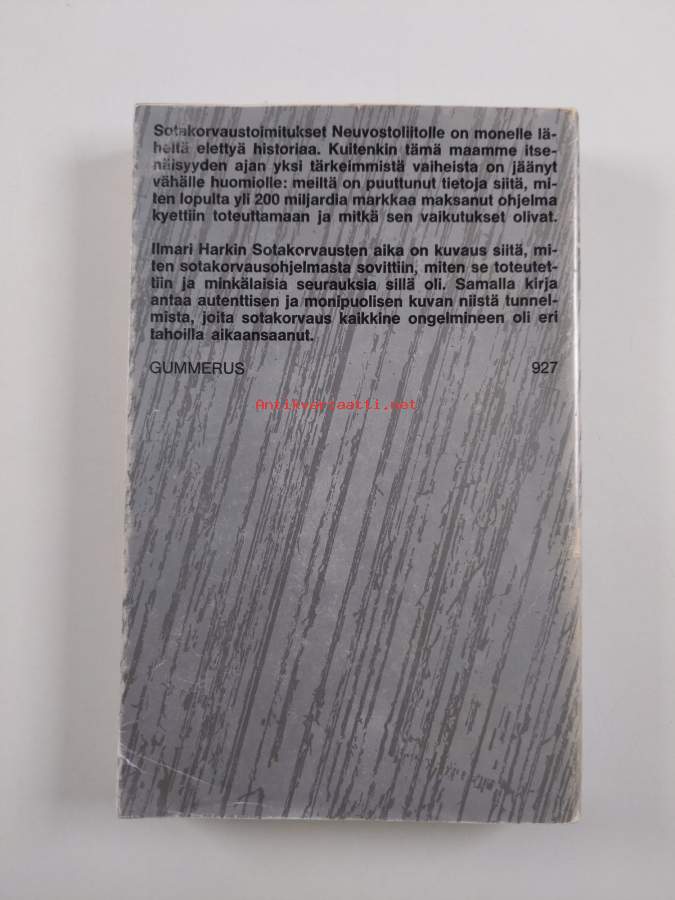 Sotakorvaustoimitukset Neuvostoliitolle on monelle lä-
heltä elettyä historiaa. Kuitenkin tämä maamme itse-
näisyyden ajan yksi tärkeimmistä vaiheista on jäänyt
vähälle huomiolle: meiltä on puuttunut tietoja siitä, mi-
ten lopulta yli 200 miljardia markkaa maksanut ohjelma
kyettiin toteuttamaan ja mitkä sen vaikutukset olivat.
Ilmari Harkin Sotakorvausten aika on kuvaus siitä, mi-
ten sotakorvausohjelmasta sovittiin, miten se toteutet-
tiin ja minkälaisia seurauksia sillä oli. Samalla kirja
antaa autenttisen ja monipuolisen kuvan niistä tunnel-
mista, joita sotakorvaus kaikkine ongelmineen oli eri
tahoilla aikaansaanut.
GUMMERUS 927
Antikvariaatti.net